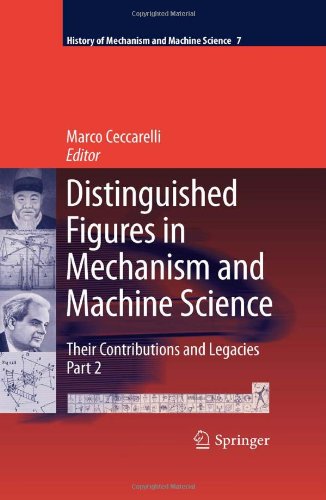 History of Mechanism and Machine Science 7
Marco Ceccarelli
Editor
Distinguished
Figures in
Mechanism and
Machine Science
Their Contributions and Legacies
Part 2
Springer